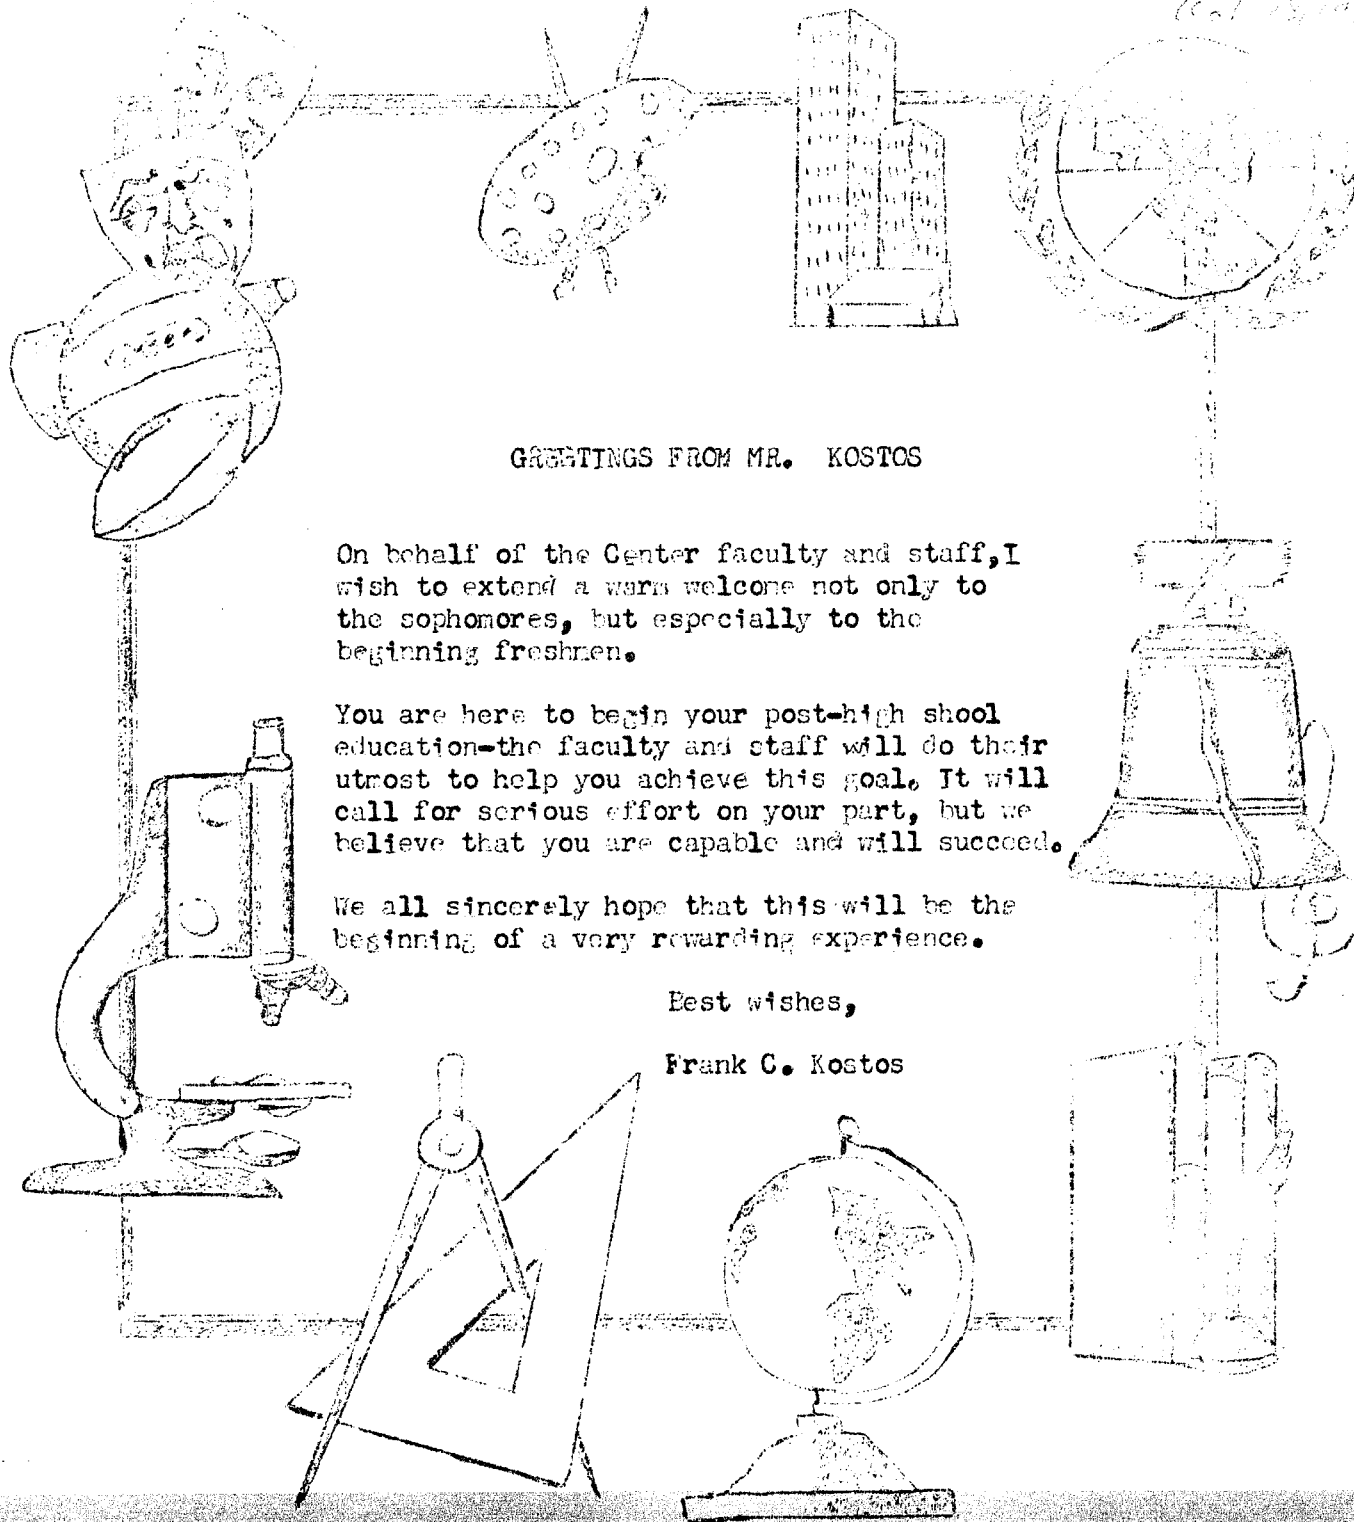 GREETINGS FROM MR. KOSTOS
On behalf of the Center faculty and staff,I
wish to extend a warm welcome not only to
the sophomores, but especially to the
beginning freshmen.
You are here to begin your post-high shool
education-the faculty and staff will do their
utmost to help you achieve this goal. It will
call for serious effort on your part, but we
believe that you are capable and will succeed.
We all sincerely hope that this will be the
beginning of a very rewarding experience.
Best wishes,
Frank C. Kostos